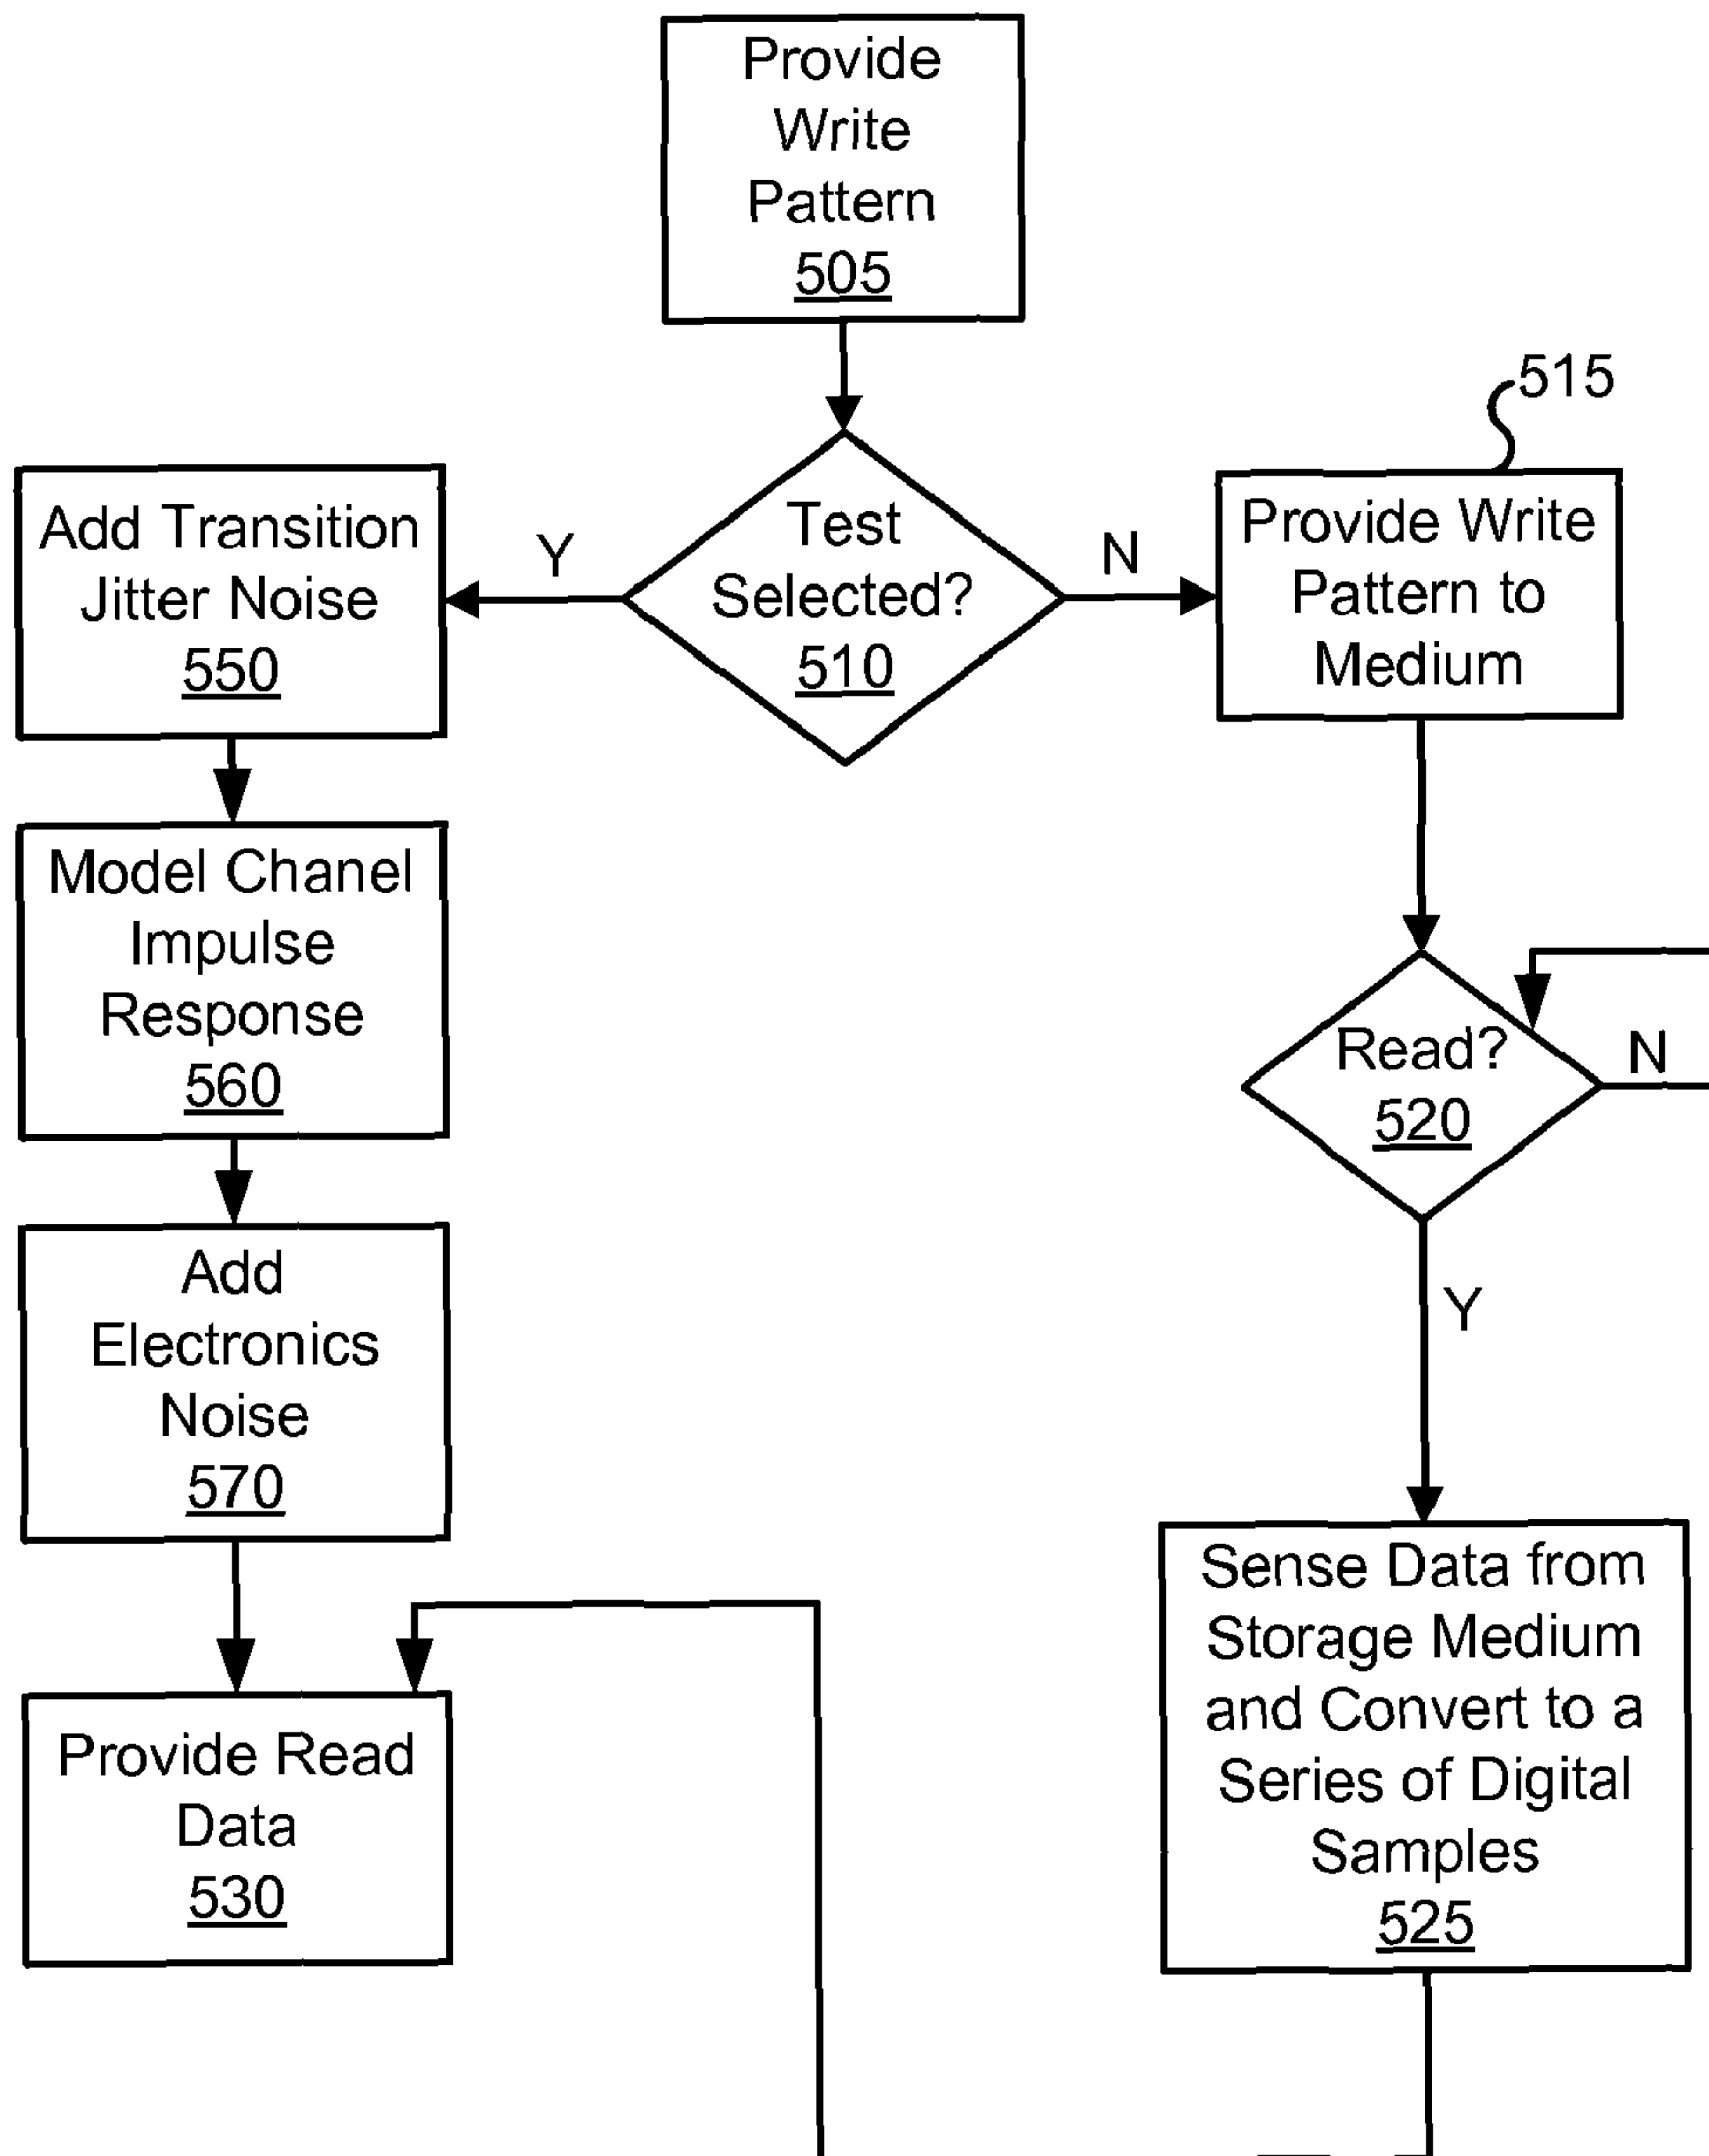 Provide
Write
Pattern
505
515
Add Transition
Jitter Noise
550
Y
Test
Selected?
510
N
Provide Write
Pattern to
Medium
Model Chanel
Impulse
Response
560
Read?
520
N
Add
Electronics
Noise
570
Y
Sense Data from
Storage Medium
and Convert to a
Series of Digital
Samples
525
Provide Read
Data
530